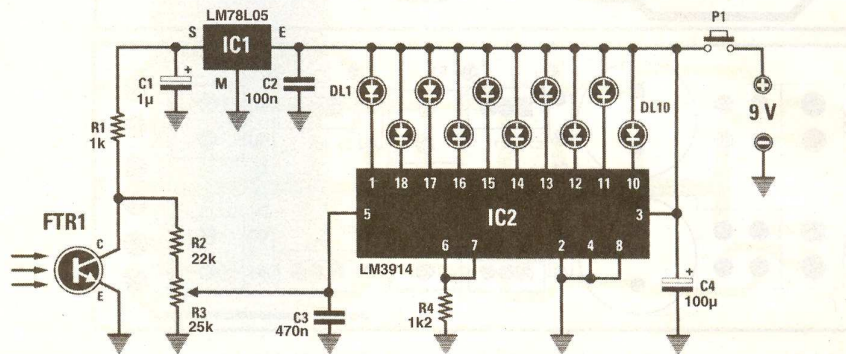 LM78L05
P1
S
IC1
E
M
C1
1µ
+
C2
100n
DL1
DL10
+
9 V
−
R1
1k
1
18
17
16
15
14
13
12
11
10
5
IC2
3
6
7
2
4
8
LM3914
FTR1
C
E
R2
22k
R3
25k
C3
470n
R4
1k2
+
C4
100µ